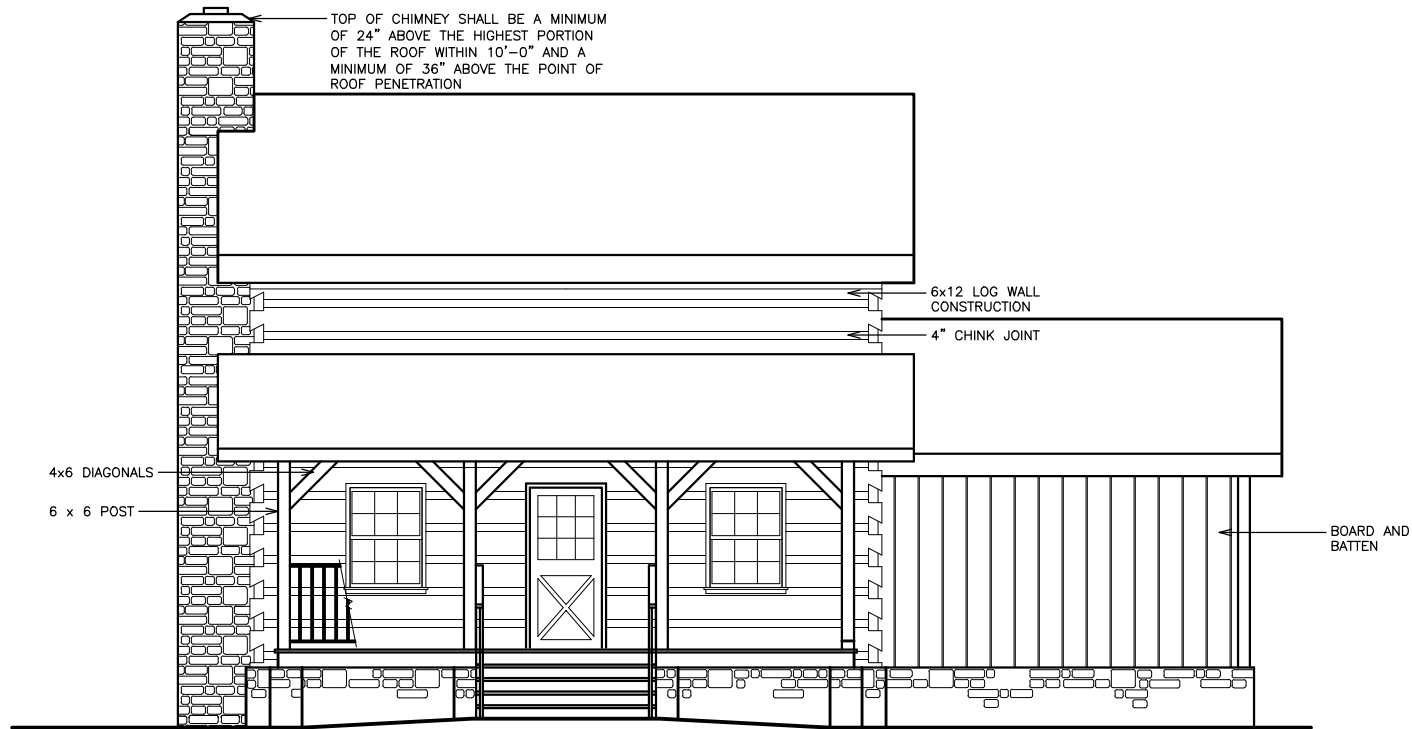 TOP OF CHIMNEY SHALL BE A MINIMUM
OF 24" ABOVE THE HIGHEST PORTION
OF THE ROOF WITHIN 10'-0" AND A
MINIMUM OF 36" ABOVE THE POINT OF
ROOF PENETRATION
6x12 LOG WALL
CONSTRUCTION
4" CHINK JOINT
4x6 DIAGONALS
6 x 6 POST
BOARD AND
BATTEN